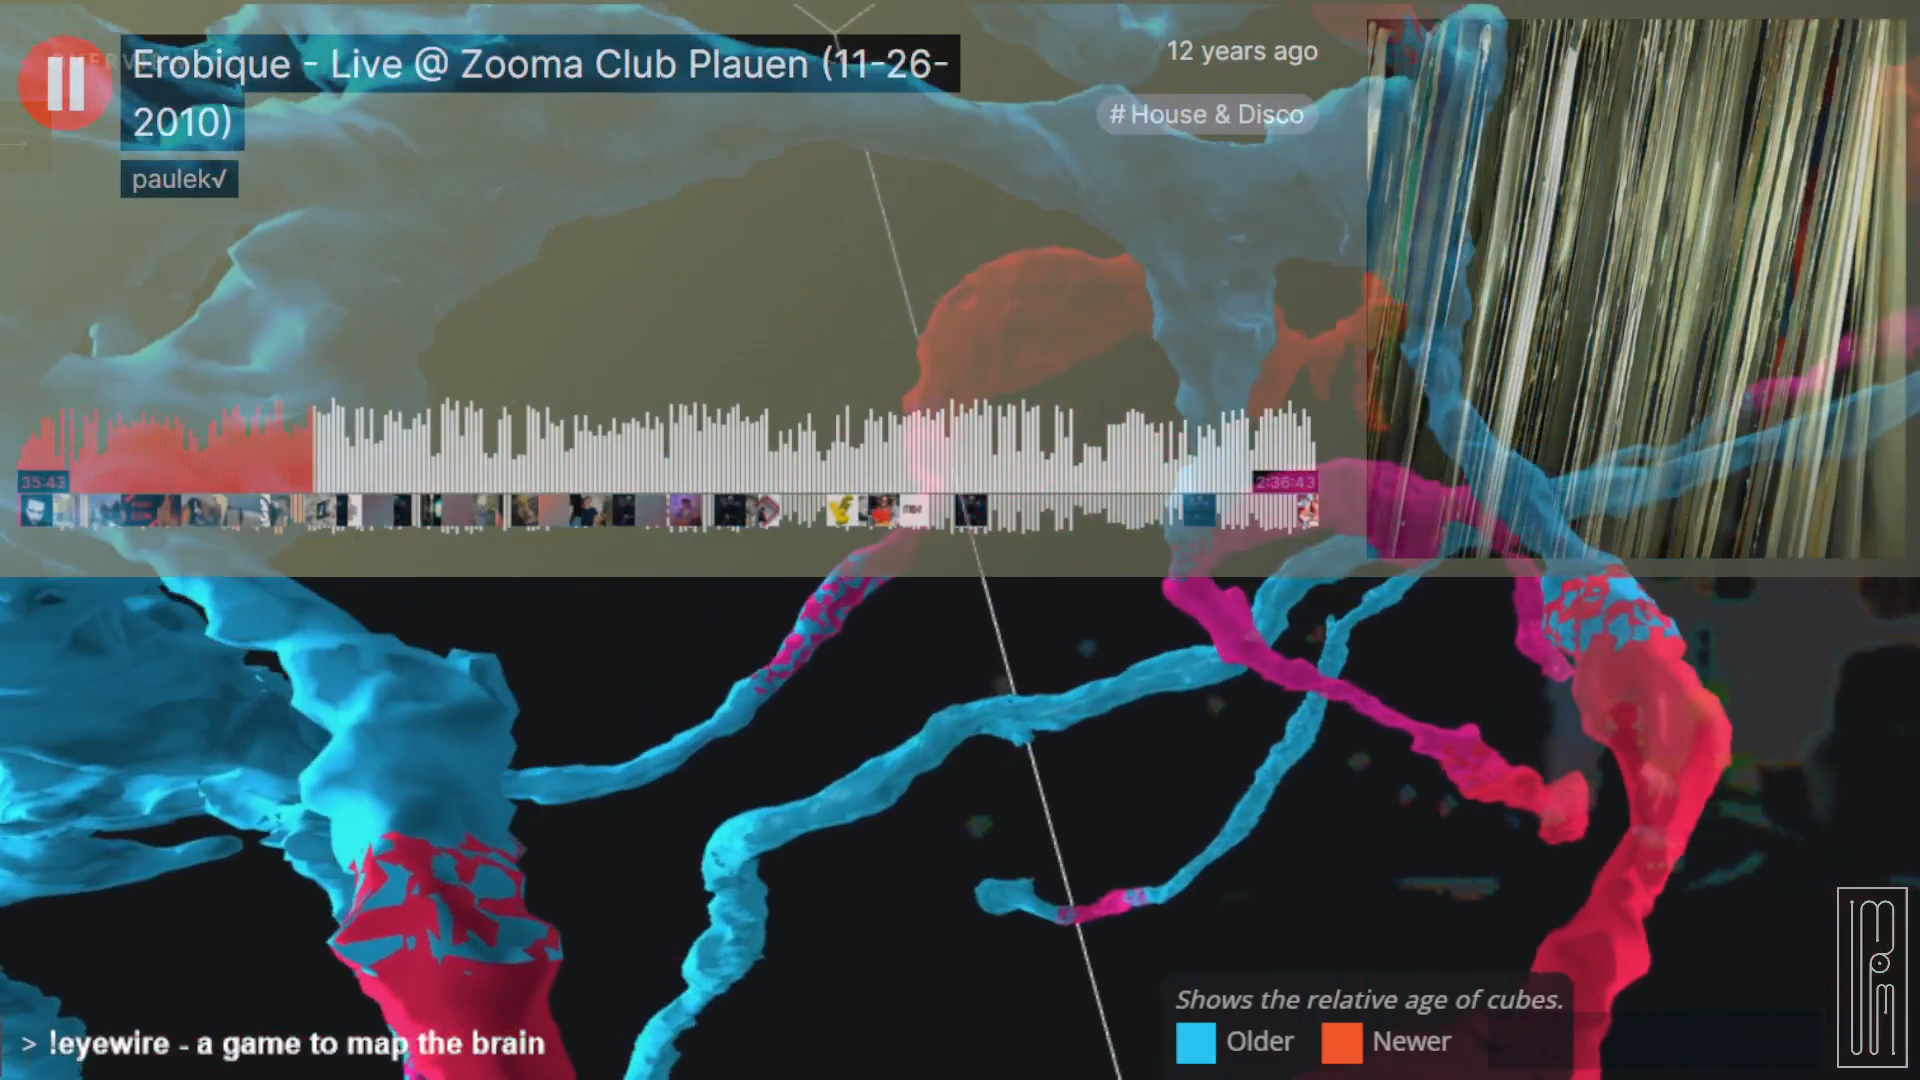 Erobique - Live @ Zooma Club Plauen (11-26-
2010)
paulek√
12 years ago
# House & Disco
35:43
2:36:43
Shows the relative age of cubes.
Older
Newer
> !eyewire - a game to map the brain